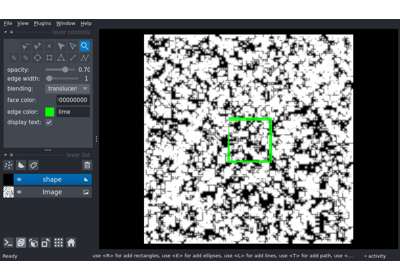 File View Plugins Window Help
layer controls
opacity: 0.70
edge width: 1
blending: translucen
face color: 00000000
edge color: lime
display text:
layer list
shape
Image
Ready use <R> for add rectangles, use <E> for add ellipses, use <L> for add lines, use <T> for add path, use <... activity